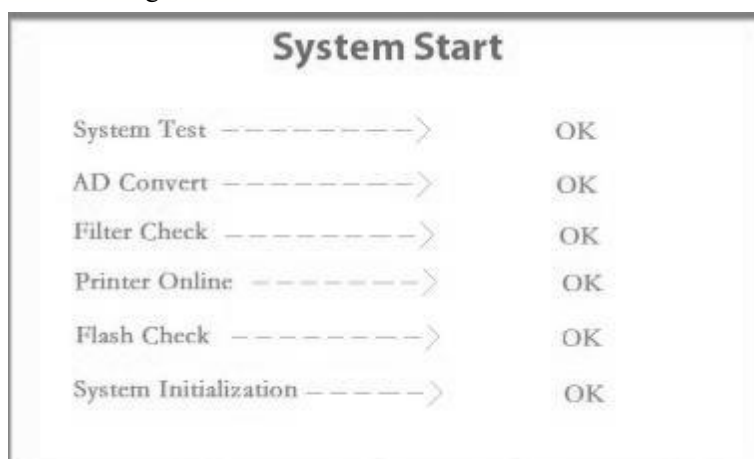 System Start
System Test --------> OK
AD Convert --------> OK
Filter Check --------> OK
Printer Online -------> OK
Flash Check --------> OK
System Initialization -----> OK